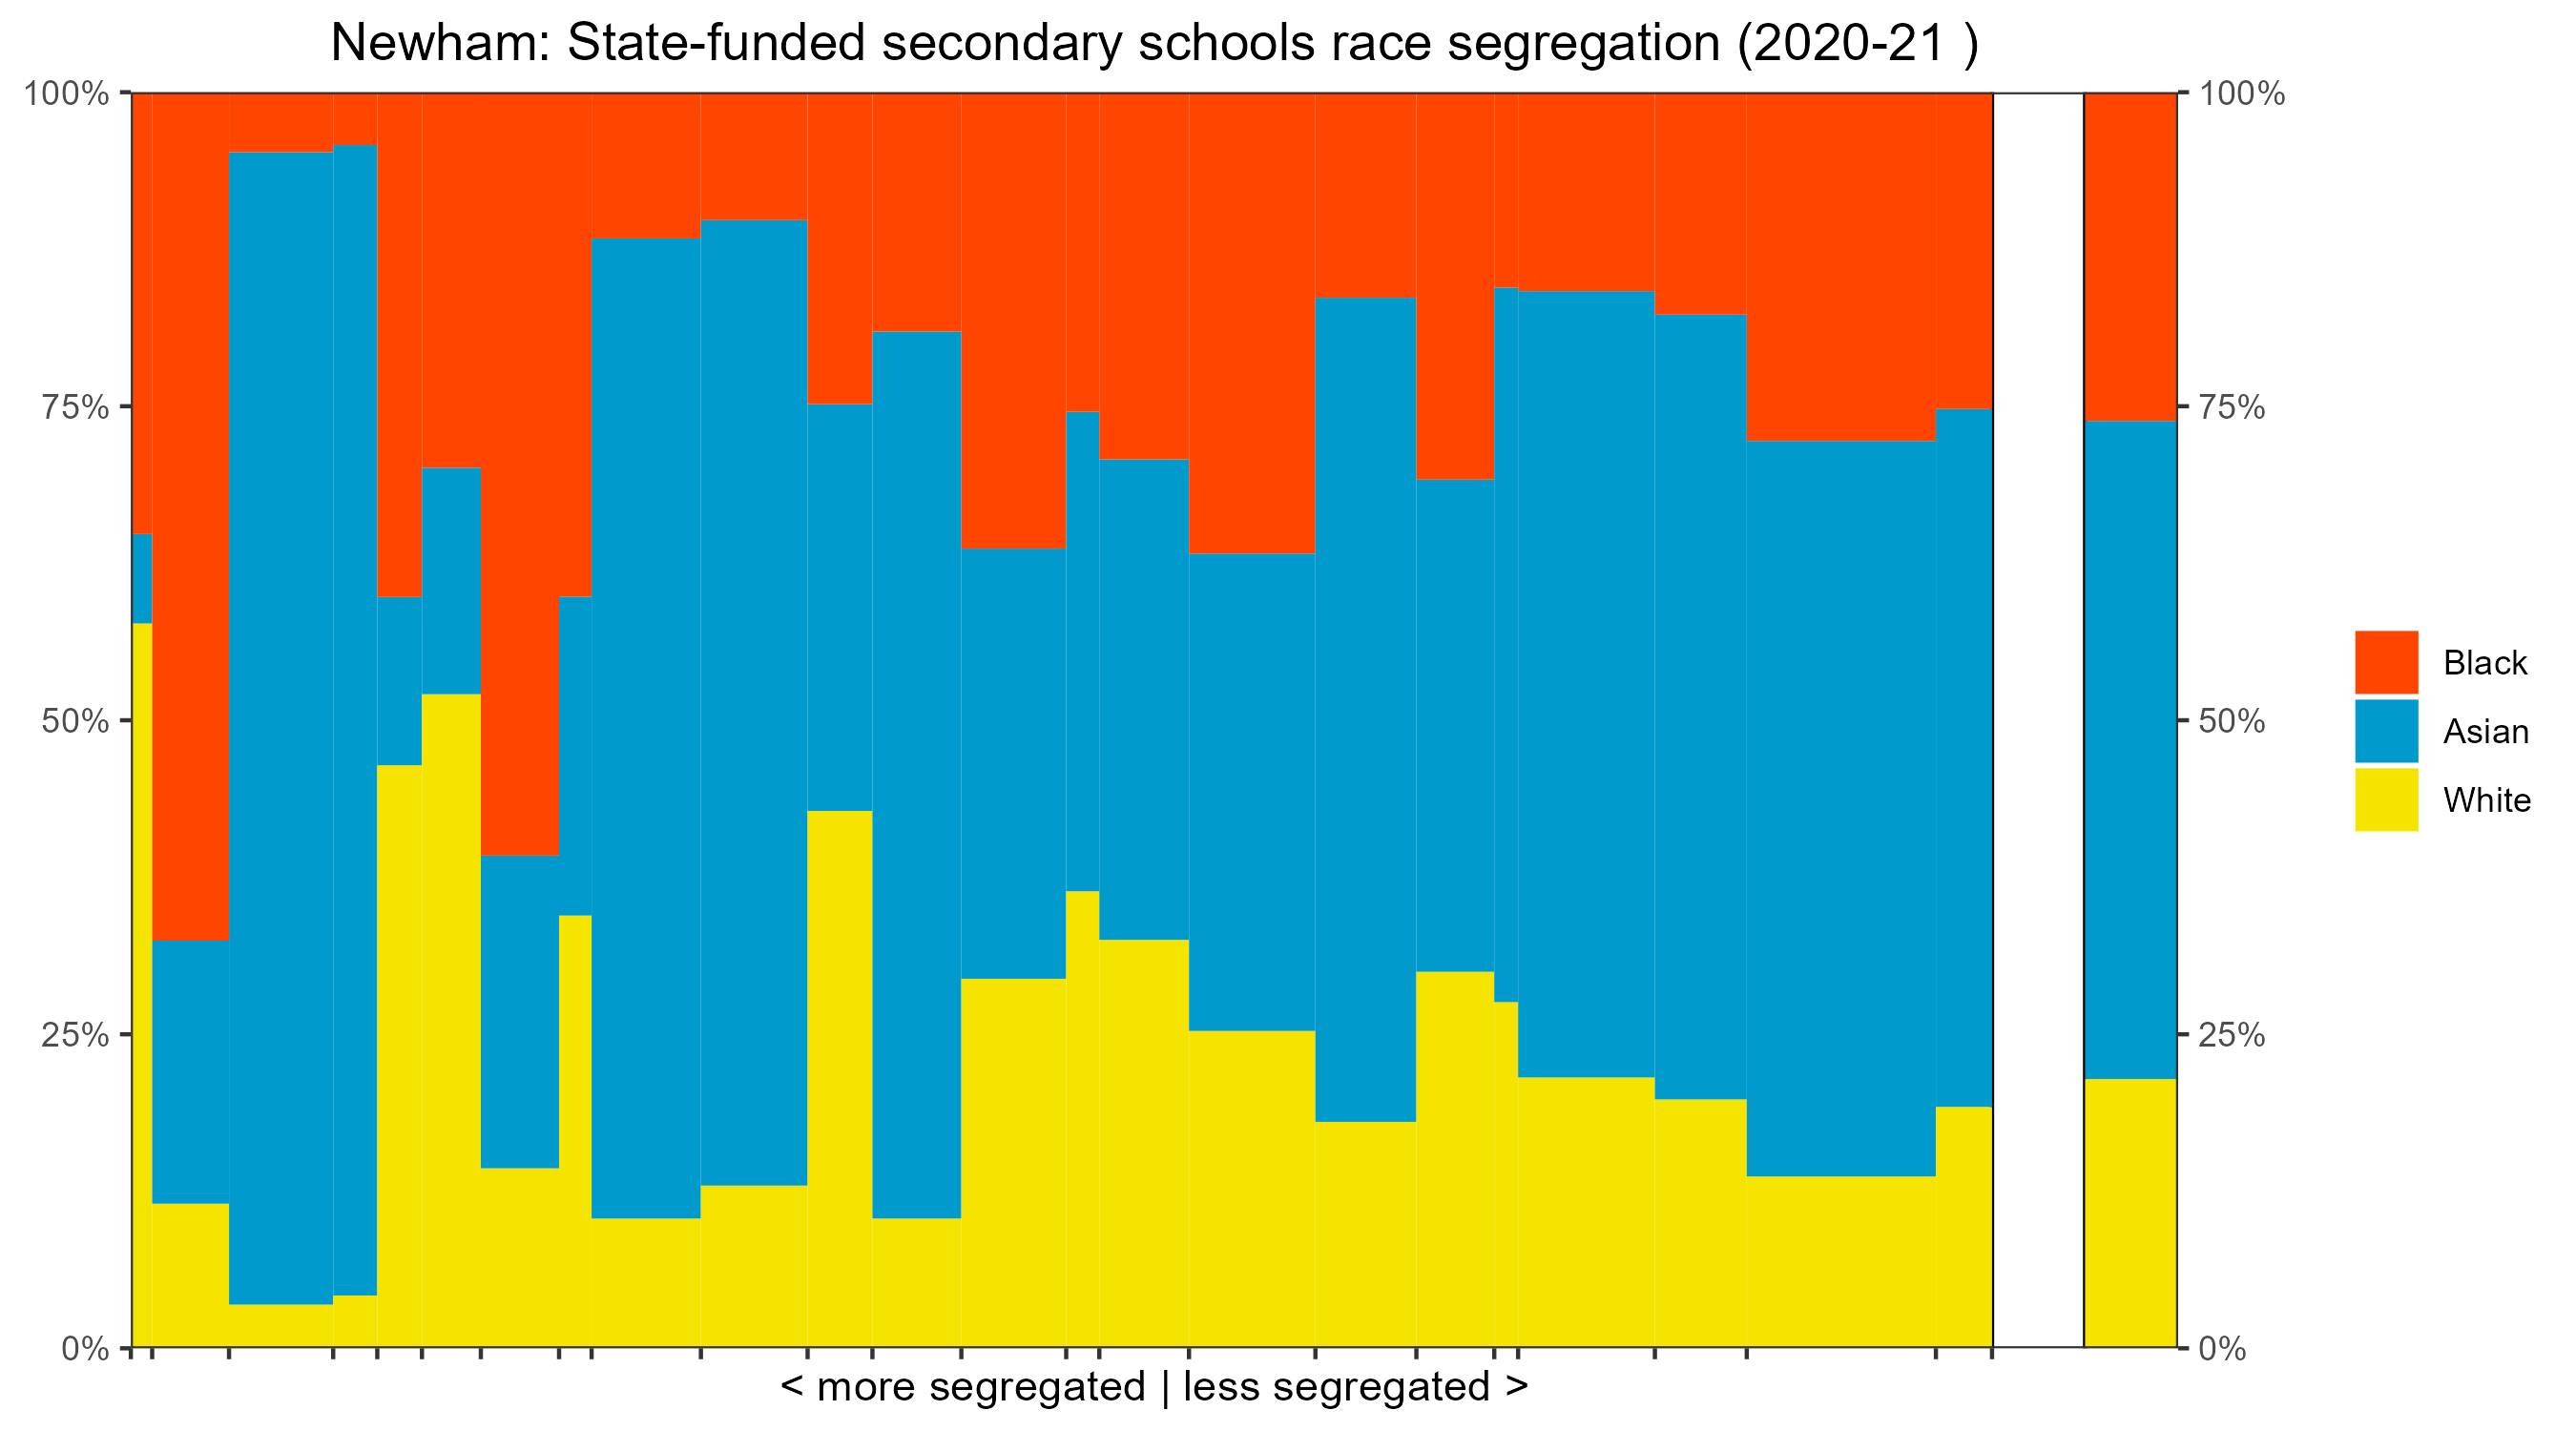 Newham: State-funded secondary schools race segregation (2020-21 )
100%
75%
50%
25%
0%
100%
75%
50%
25%
0%
< more segregated | less segregated >
Black
Asian
White